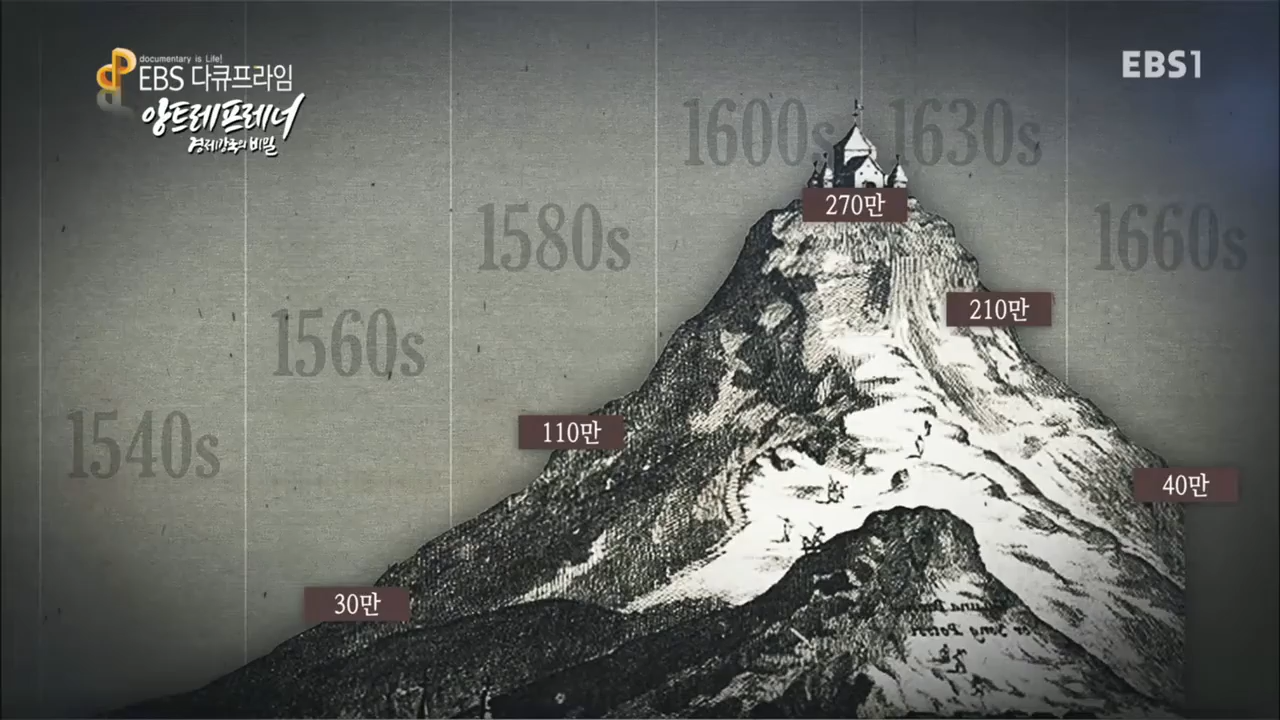 documentary is Life!
EBS 다큐프라임
앙트레프레너
경제강국의 비밀
EBS1
1600s
1630s
270만
1580s
1660s
210만
1560s
1540s
110만
40만
30만